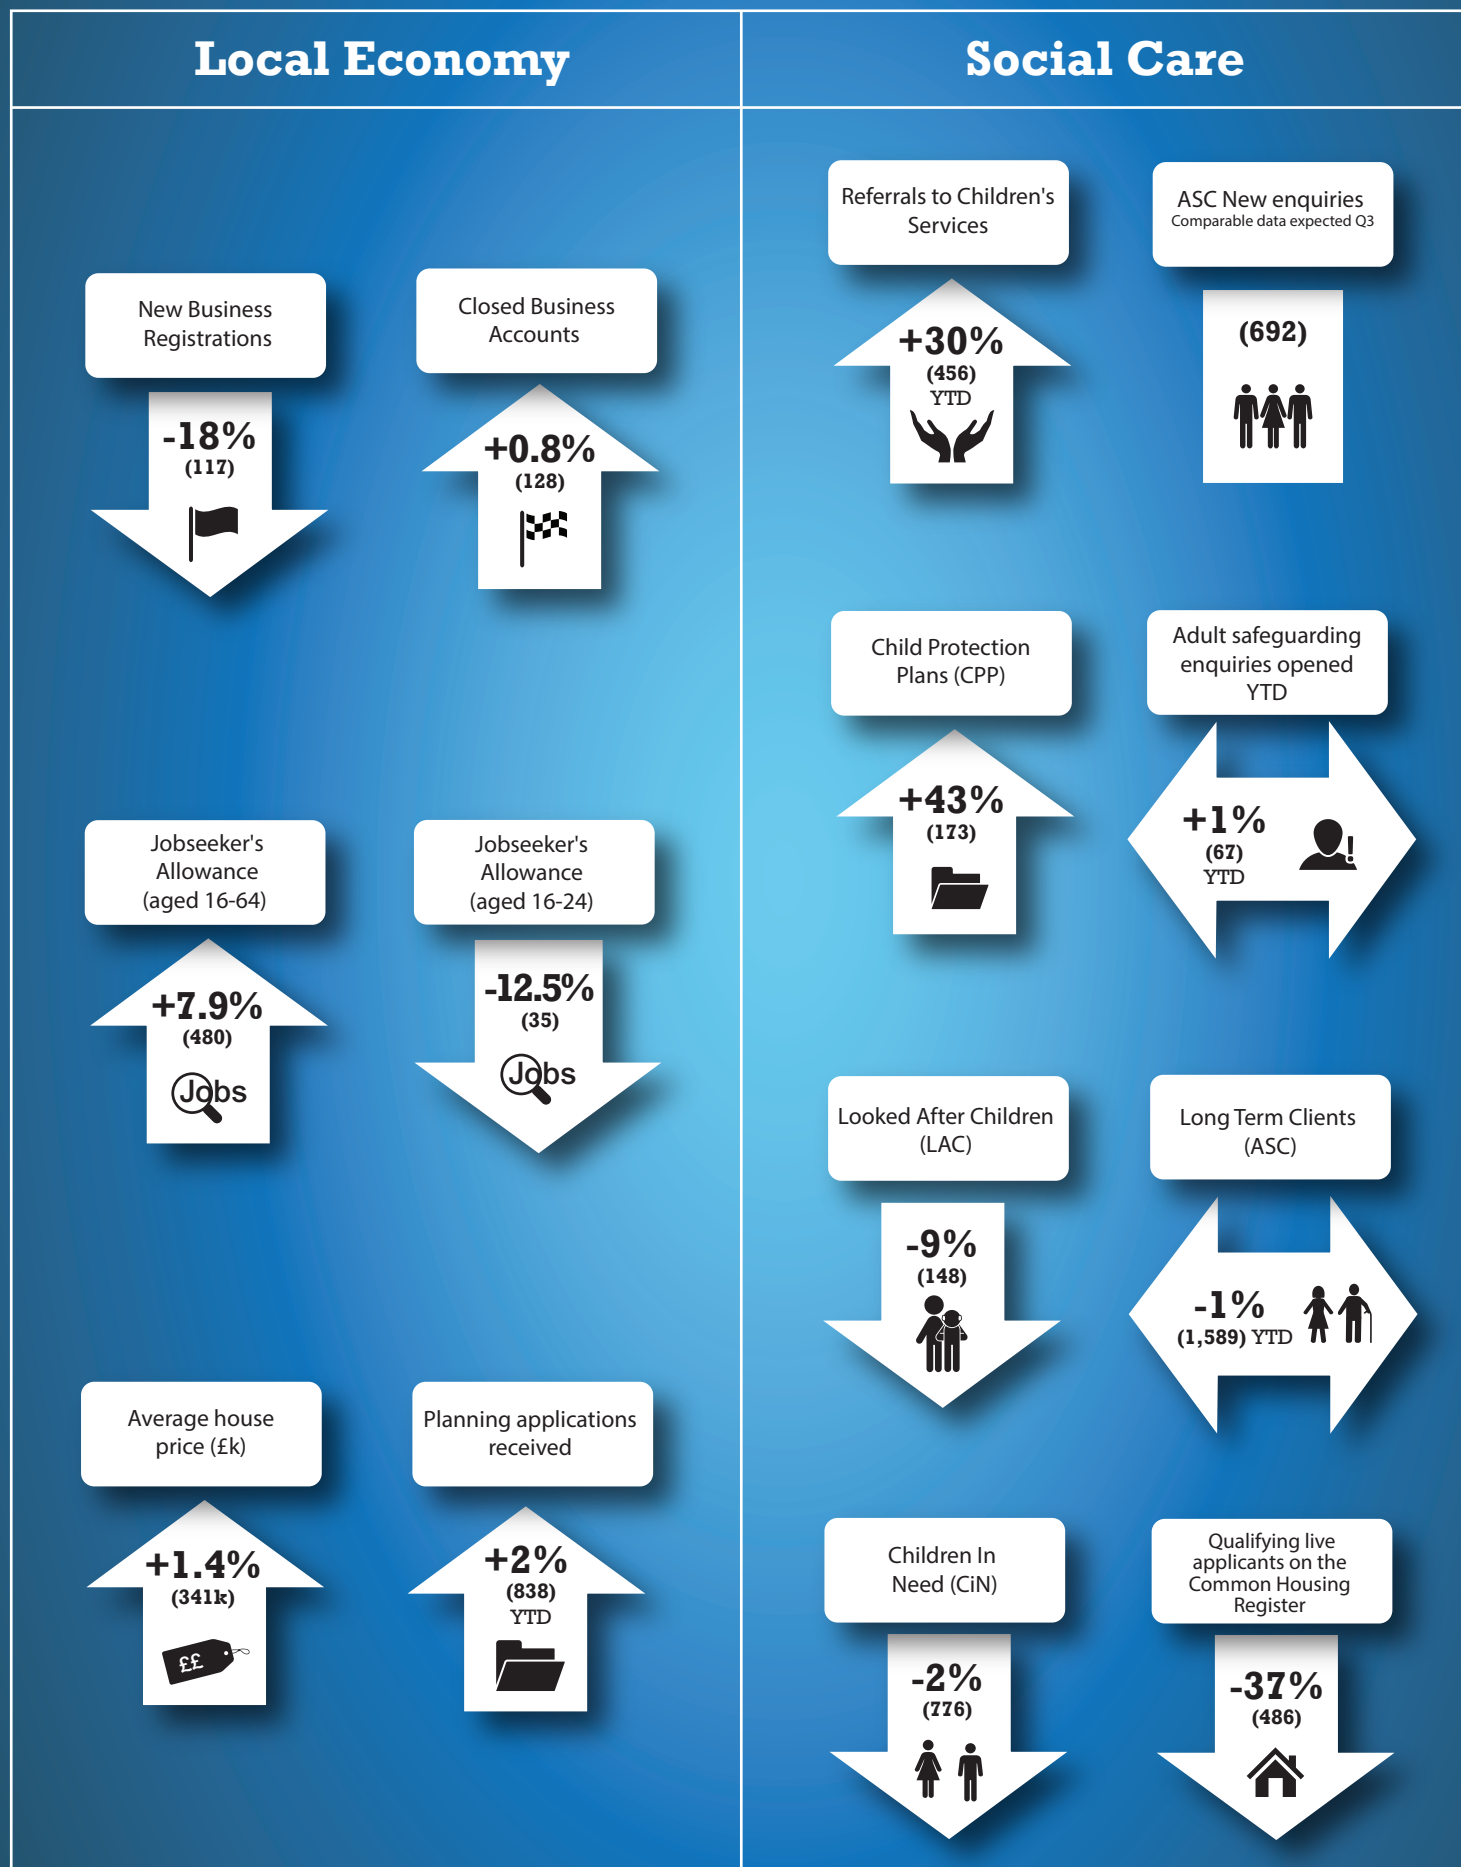 Local Economy
New Business
Registrations
-18%
(117)
Closed Business
Accounts
+0.8%
(128)
Jobseeker's
Allowance
(aged 16-64)
+7.9%
(480)
Jobs
Jobseeker's
Allowance
(aged 16-24)
-12.5%
(35)
Jobs
Average house
price (£k)
+1.4%
(341k)
££
Planning applications
received
+2%
(838)
YTD
Social Care
Referrals to Children's
Services
+30%
(456)
YTD
ASC New enquiries
Comparable data expected Q3
(692)
Child Protection
Plans (CPP)
+43%
(173)
Adult safeguarding
enquiries opened
YTD
+1%
(67)
YTD
!
Looked After Children
(LAC)
-9%
(148)
Long Term Clients
(ASC)
-1%
(1,589) YTD
Children In
Need (CiN)
-2%
(776)
Qualifying live
applicants on the
Common Housing
Register
-37%
(486)